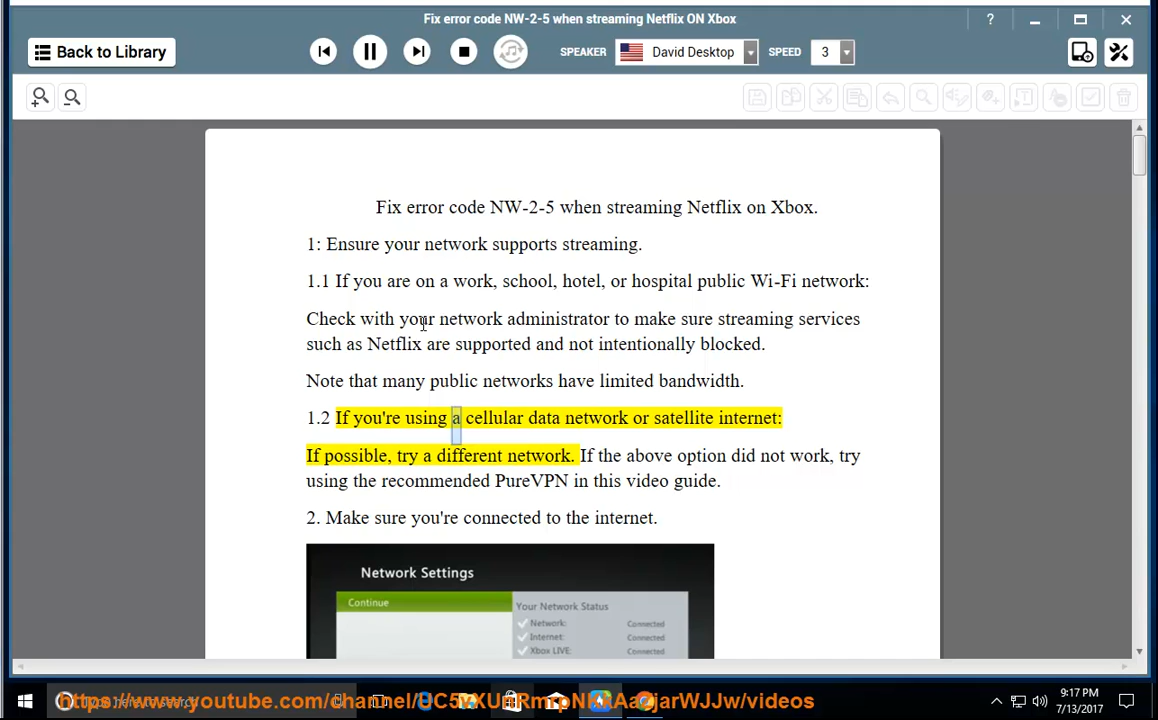 Fix error code NW-2-5 when streaming Netflix ON Xbox
?
Back to Library
SPEAKER
David Desktop
SPEED
3
Fix error code NW-2-5 when streaming Netflix on Xbox.
1: Ensure your network supports streaming.
1.1 If you are on a work, school, hotel, or hospital public Wi-Fi network:
Check with your network administrator to make sure streaming services
such as Netflix are supported and not intentionally blocked.
Note that many public networks have limited bandwidth.
1.2 If you're using a cellular data network or satellite internet:
If possible, try a different network. If the above option did not work, try
using the recommended PureVPN in this video guide.
2. Make sure you're connected to the internet.
Network Settings
Continue
Your Network Status
Network: Connected
Internet: Connected
Xbox LIVE: Connected
9:17 PM
7/13/2017